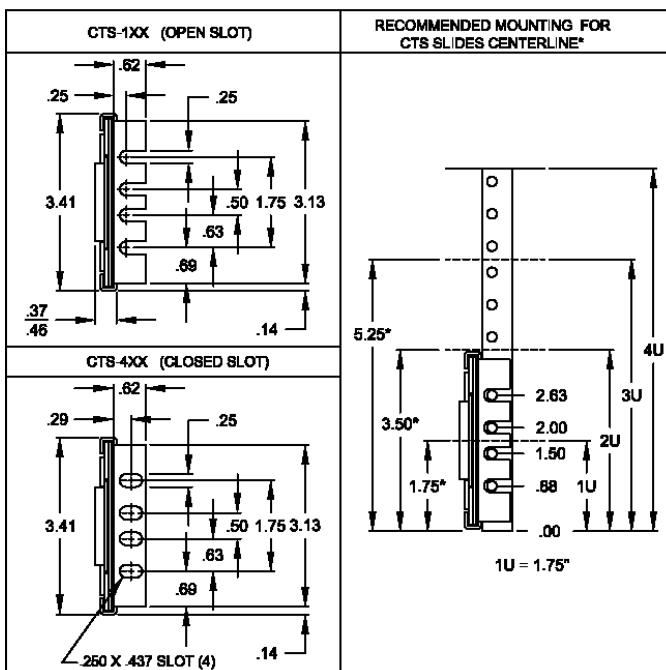 CTS-1XX (OPEN SLOT)
.62
.25
.25
3.41
.50 1.75 3.13
.63
.69
.37
.46
.14
CTS-4XX (CLOSED SLOT)
.62
.29
.25
3.41
.50 1.75 3.13
.63
.69
.250 X .437 SLOT (4)
.14
RECOMMENDED MOUNTING FOR
CTS SLIDES CENTERLINE*
5.25*
4U
3U
3.50*
2.63
2U
2.00
1.50
1.75*
.88
1U
.00
1U = 1.75"